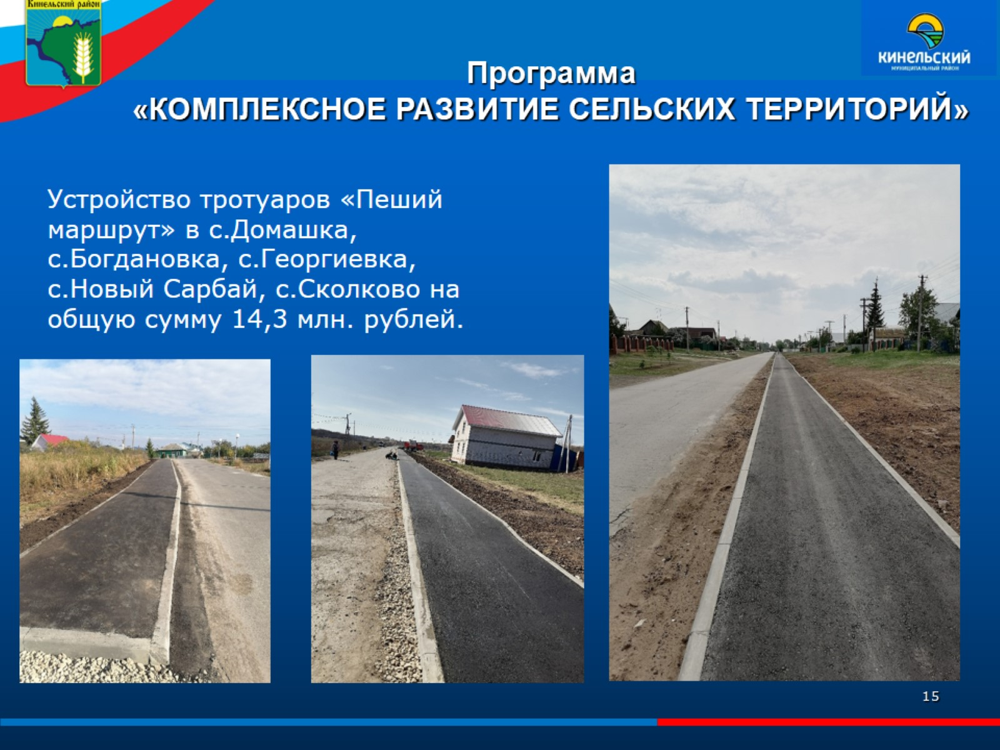 Кинельский район
КИНЕЛЬСКИЙ
МУНИЦИПАЛЬНЫЙ РАЙОН
Программа
«КОМПЛЕКСНОЕ РАЗВИТИЕ СЕЛЬСКИХ ТЕРРИТОРИЙ»
Устройство тротуаров «Пеший
маршрут» в с.Домашка,
с.Богдановка, с.Георгиевка,
с.Новый Сарбай, с.Сколково на
общую сумму 14,3 млн. рублей.
15